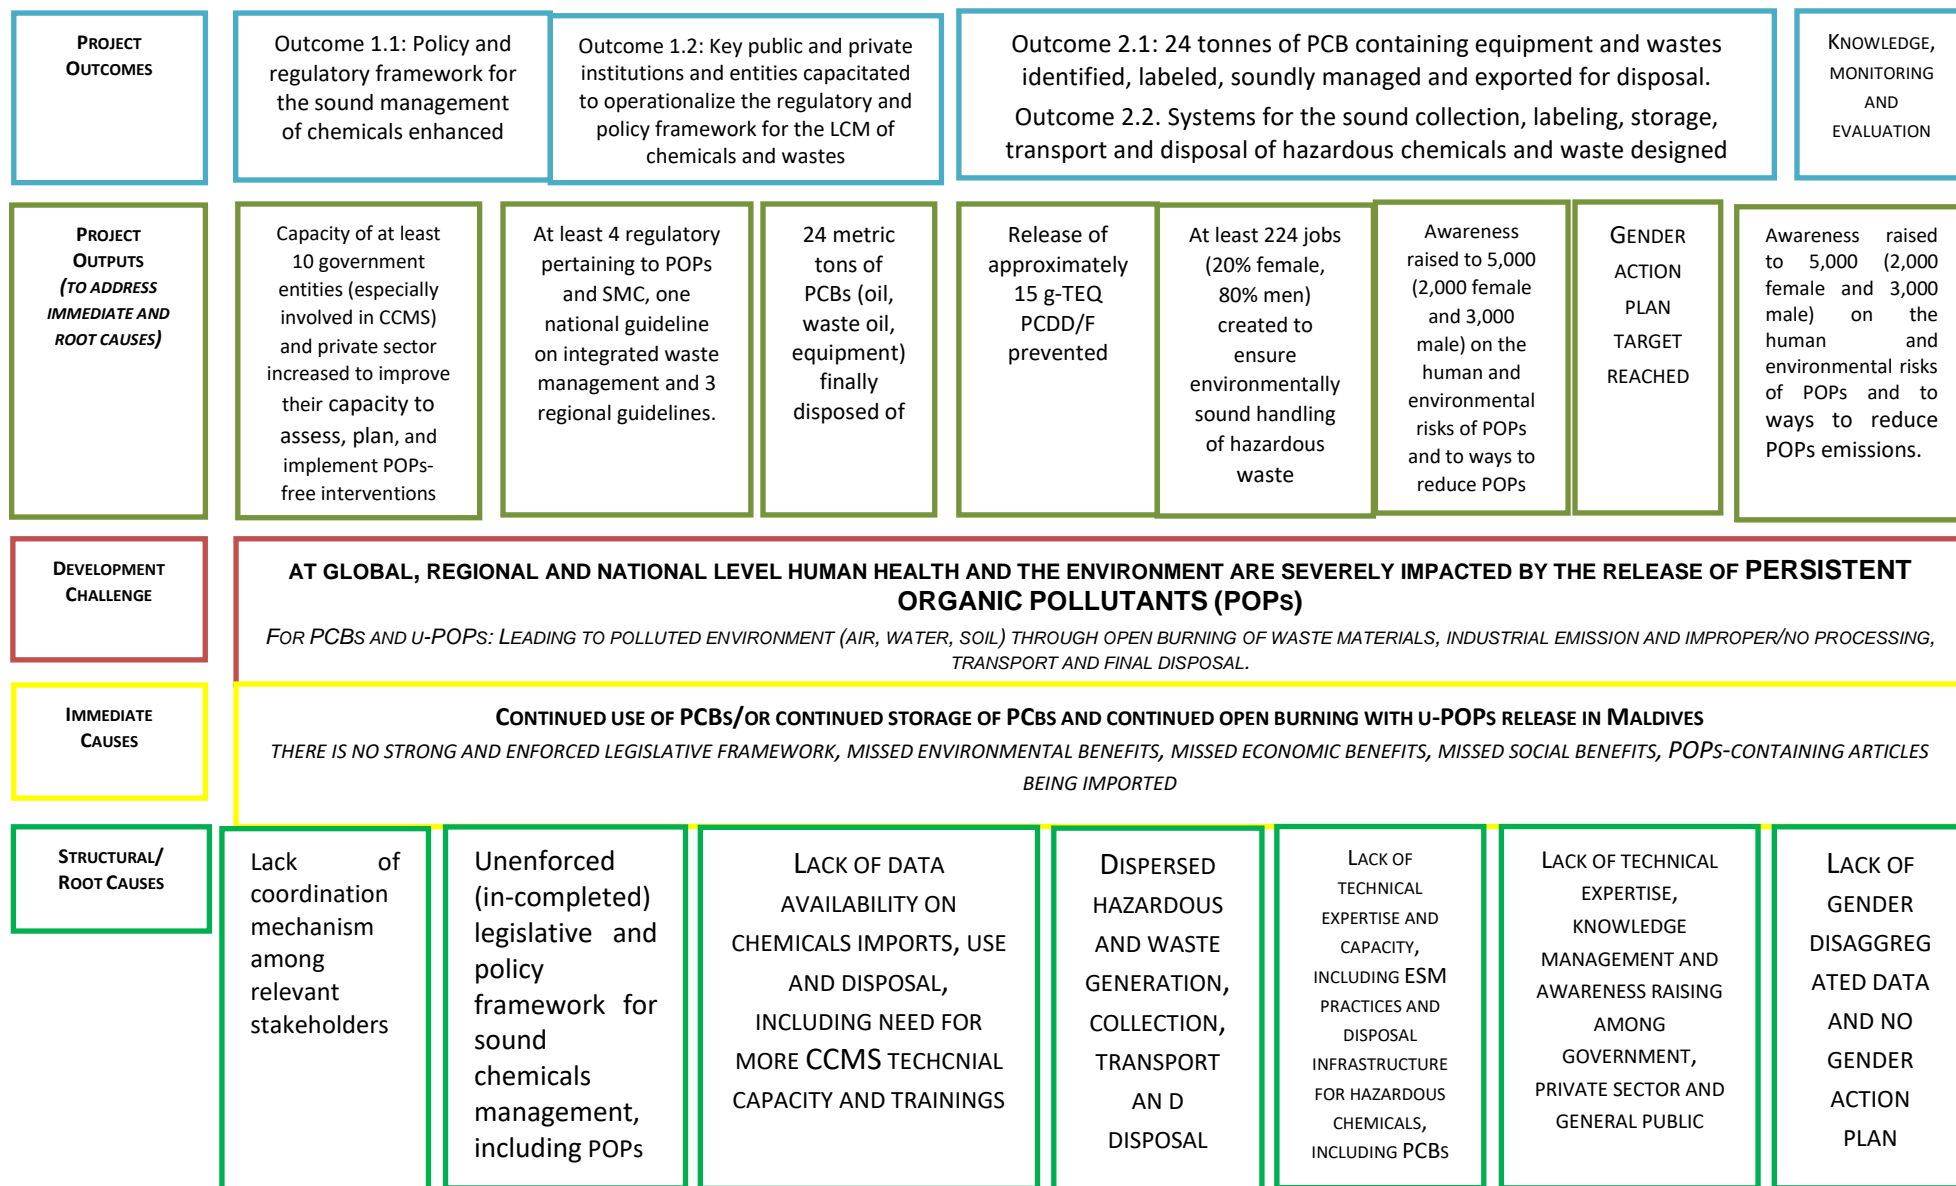 PROJECT
OUTCOMES
Outcome 1.1: Policy and
regulatory framework for
the sound management
of chemicals enhanced
Outcome 1.2: Key public and private
institutions and entities capacitated
to operationalize the regulatory and
policy framework for the LCM of
chemicals and wastes
Outcome 2.1: 24 tonnes of PCB containing equipment and wastes
identified, labeled, soundly managed and exported for disposal.
Outcome 2.2. Systems for the sound collection, labeling, storage,
transport and disposal of hazardous chemicals and waste designed
KNOWLEDGE,
MONITORING
AND
EVALUATION
PROJECT
OUTPUTS
(TO ADDRESS
IMMEDIATE AND
ROOT CAUSES)
Capacity of at least
10 government
entities (especially
involved in CCMS)
and private sector
increased to improve
their capacity to
assess, plan, and
implement POPs-
free interventions
At least 4 regulatory
pertaining to POPs
and SMC, one
national guideline
on integrated waste
management and 3
regional guidelines.
24 metric
tons of
PCBs (oil,
waste oil,
equipment)
finally
disposed of
Release of
approximately
15 g-TEQ
PCDD/F
prevented
At least 224 jobs
(20% female,
80% men)
created to
ensure
environmentally
sound handling
of hazardous
waste
Awareness
raised to 5,000
(2,000 female
and 3,000
male) on the
human and
environmental
risks of POPs
and to ways to
reduce POPs
GENDER
ACTION
PLAN
TARGET
REACHED
Awareness raised
to 5,000 (2,000
female and 3,000
male) on the
human and
environmental risks
of POPs and to
ways to reduce
POPs emissions.
DEVELOPMENT
CHALLENGE
AT GLOBAL, REGIONAL AND NATIONAL LEVEL HUMAN HEALTH AND THE ENVIRONMENT ARE SEVERELY IMPACTED BY THE RELEASE OF PERSISTENT
ORGANIC POLLUTANTS (POPS)
FOR PCBS AND U-POPS: LEADING TO POLLUTED ENVIRONMENT (AIR, WATER, SOIL) THROUGH OPEN BURNING OF WASTE MATERIALS, INDUSTRIAL EMISSION AND IMPROPER/NO PROCESSING,
TRANSPORT AND FINAL DISPOSAL.
IMMEDIATE
CAUSES
CONTINUED USE OF PCBS/OR CONTINUED STORAGE OF PCBS AND CONTINUED OPEN BURNING WITH U-POPS RELEASE IN MALDIVES
THERE IS NO STRONG AND ENFORCED LEGISLATIVE FRAMEWORK, MISSED ENVIRONMENTAL BENEFITS, MISSED ECONOMIC BENEFITS, MISSED SOCIAL BENEFITS, POPS-CONTAINING ARTICLES
BEING IMPORTED
STRUCTURAL/
ROOT CAUSES
Lack of
coordination
mechanism
among
relevant
stakeholders
Unenforced
(in-completed)
legislative and
policy
framework for
sound
chemicals
management,
including POPs
LACK OF DATA
AVAILABILITY ON
CHEMICALS IMPORTS, USE
AND DISPOSAL,
INCLUDING NEED FOR
MORE CCMS TECHCNIAL
CAPACITY AND TRAININGS
DISPERSED
HAZARDOUS
AND WASTE
GENERATION,
COLLECTION,
TRANSPORT
AN D
DISPOSAL
LACK OF
TECHNICAL
EXPERTISE AND
CAPACITY,
INCLUDING ESM
PRACTICES AND
DISPOSAL
INFRASTRUCTURE
FOR HAZARDOUS
CHEMICALS,
INCLUDING PCBS
LACK OF TECHNICAL
EXPERTISE,
KNOWLEDGE
MANAGEMENT AND
AWARENESS RAISING
AMONG
GOVERNMENT,
PRIVATE SECTOR AND
GENERAL PUBLIC
LACK OF
GENDER
DISAGGREG
ATED DATA
AND NO
GENDER
ACTION
PLAN